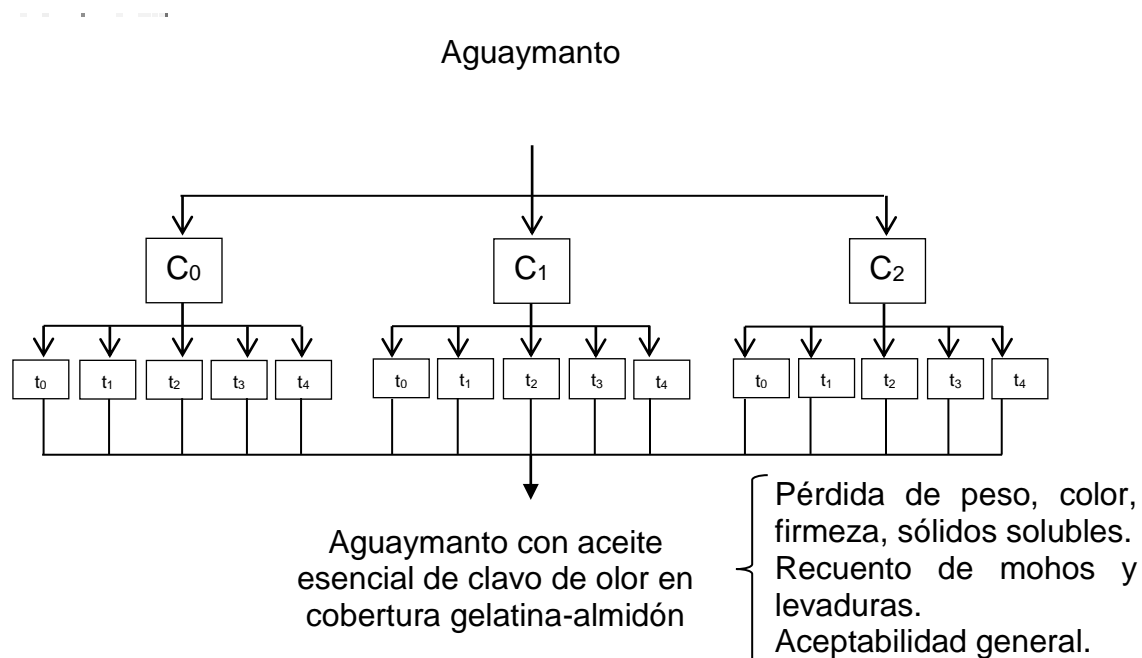 Aguaymanto
C0 C1 C2
t0 t1 t2 t3 t4 t0 t1 t2 t3 t4 t0 t1 t2 t3 t4
Aguaymanto con aceite
esencial de clavo de olor en
cobertura gelatina-almidón
Pérdida de peso, color,
firmeza, sólidos solubles.
Recuento de mohos y
levaduras.
Aceptabilidad general.